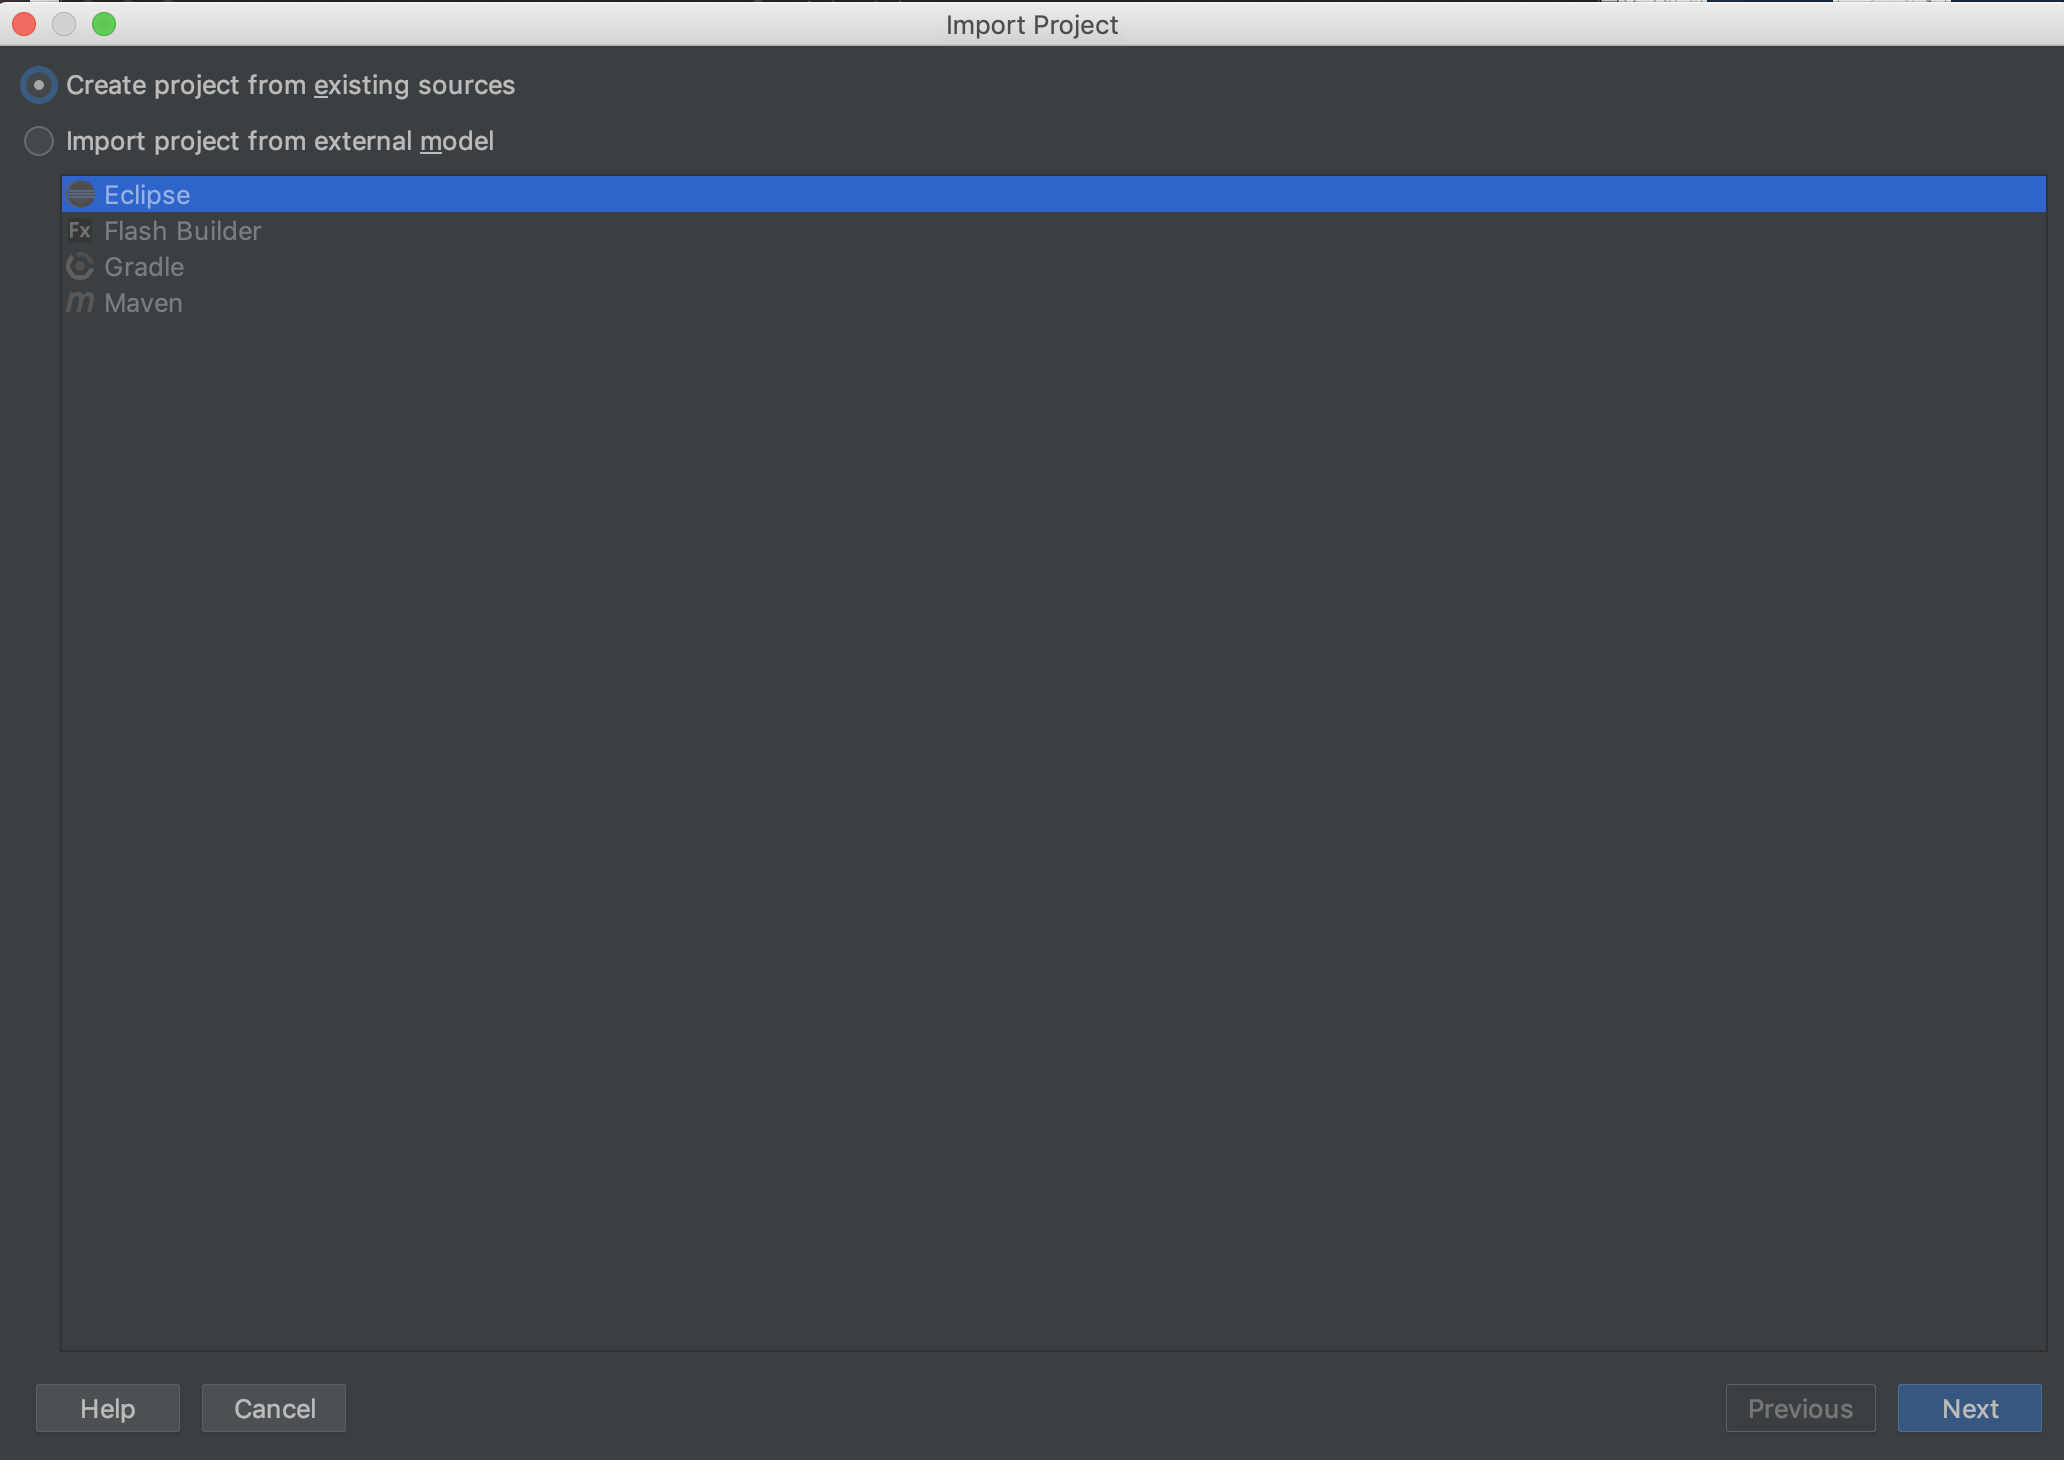 Import Project
Create project from existing sources
Import project from external model
Eclipse
Fx Flash Builder
Gradle
m Maven
Help Cancel Previous Next